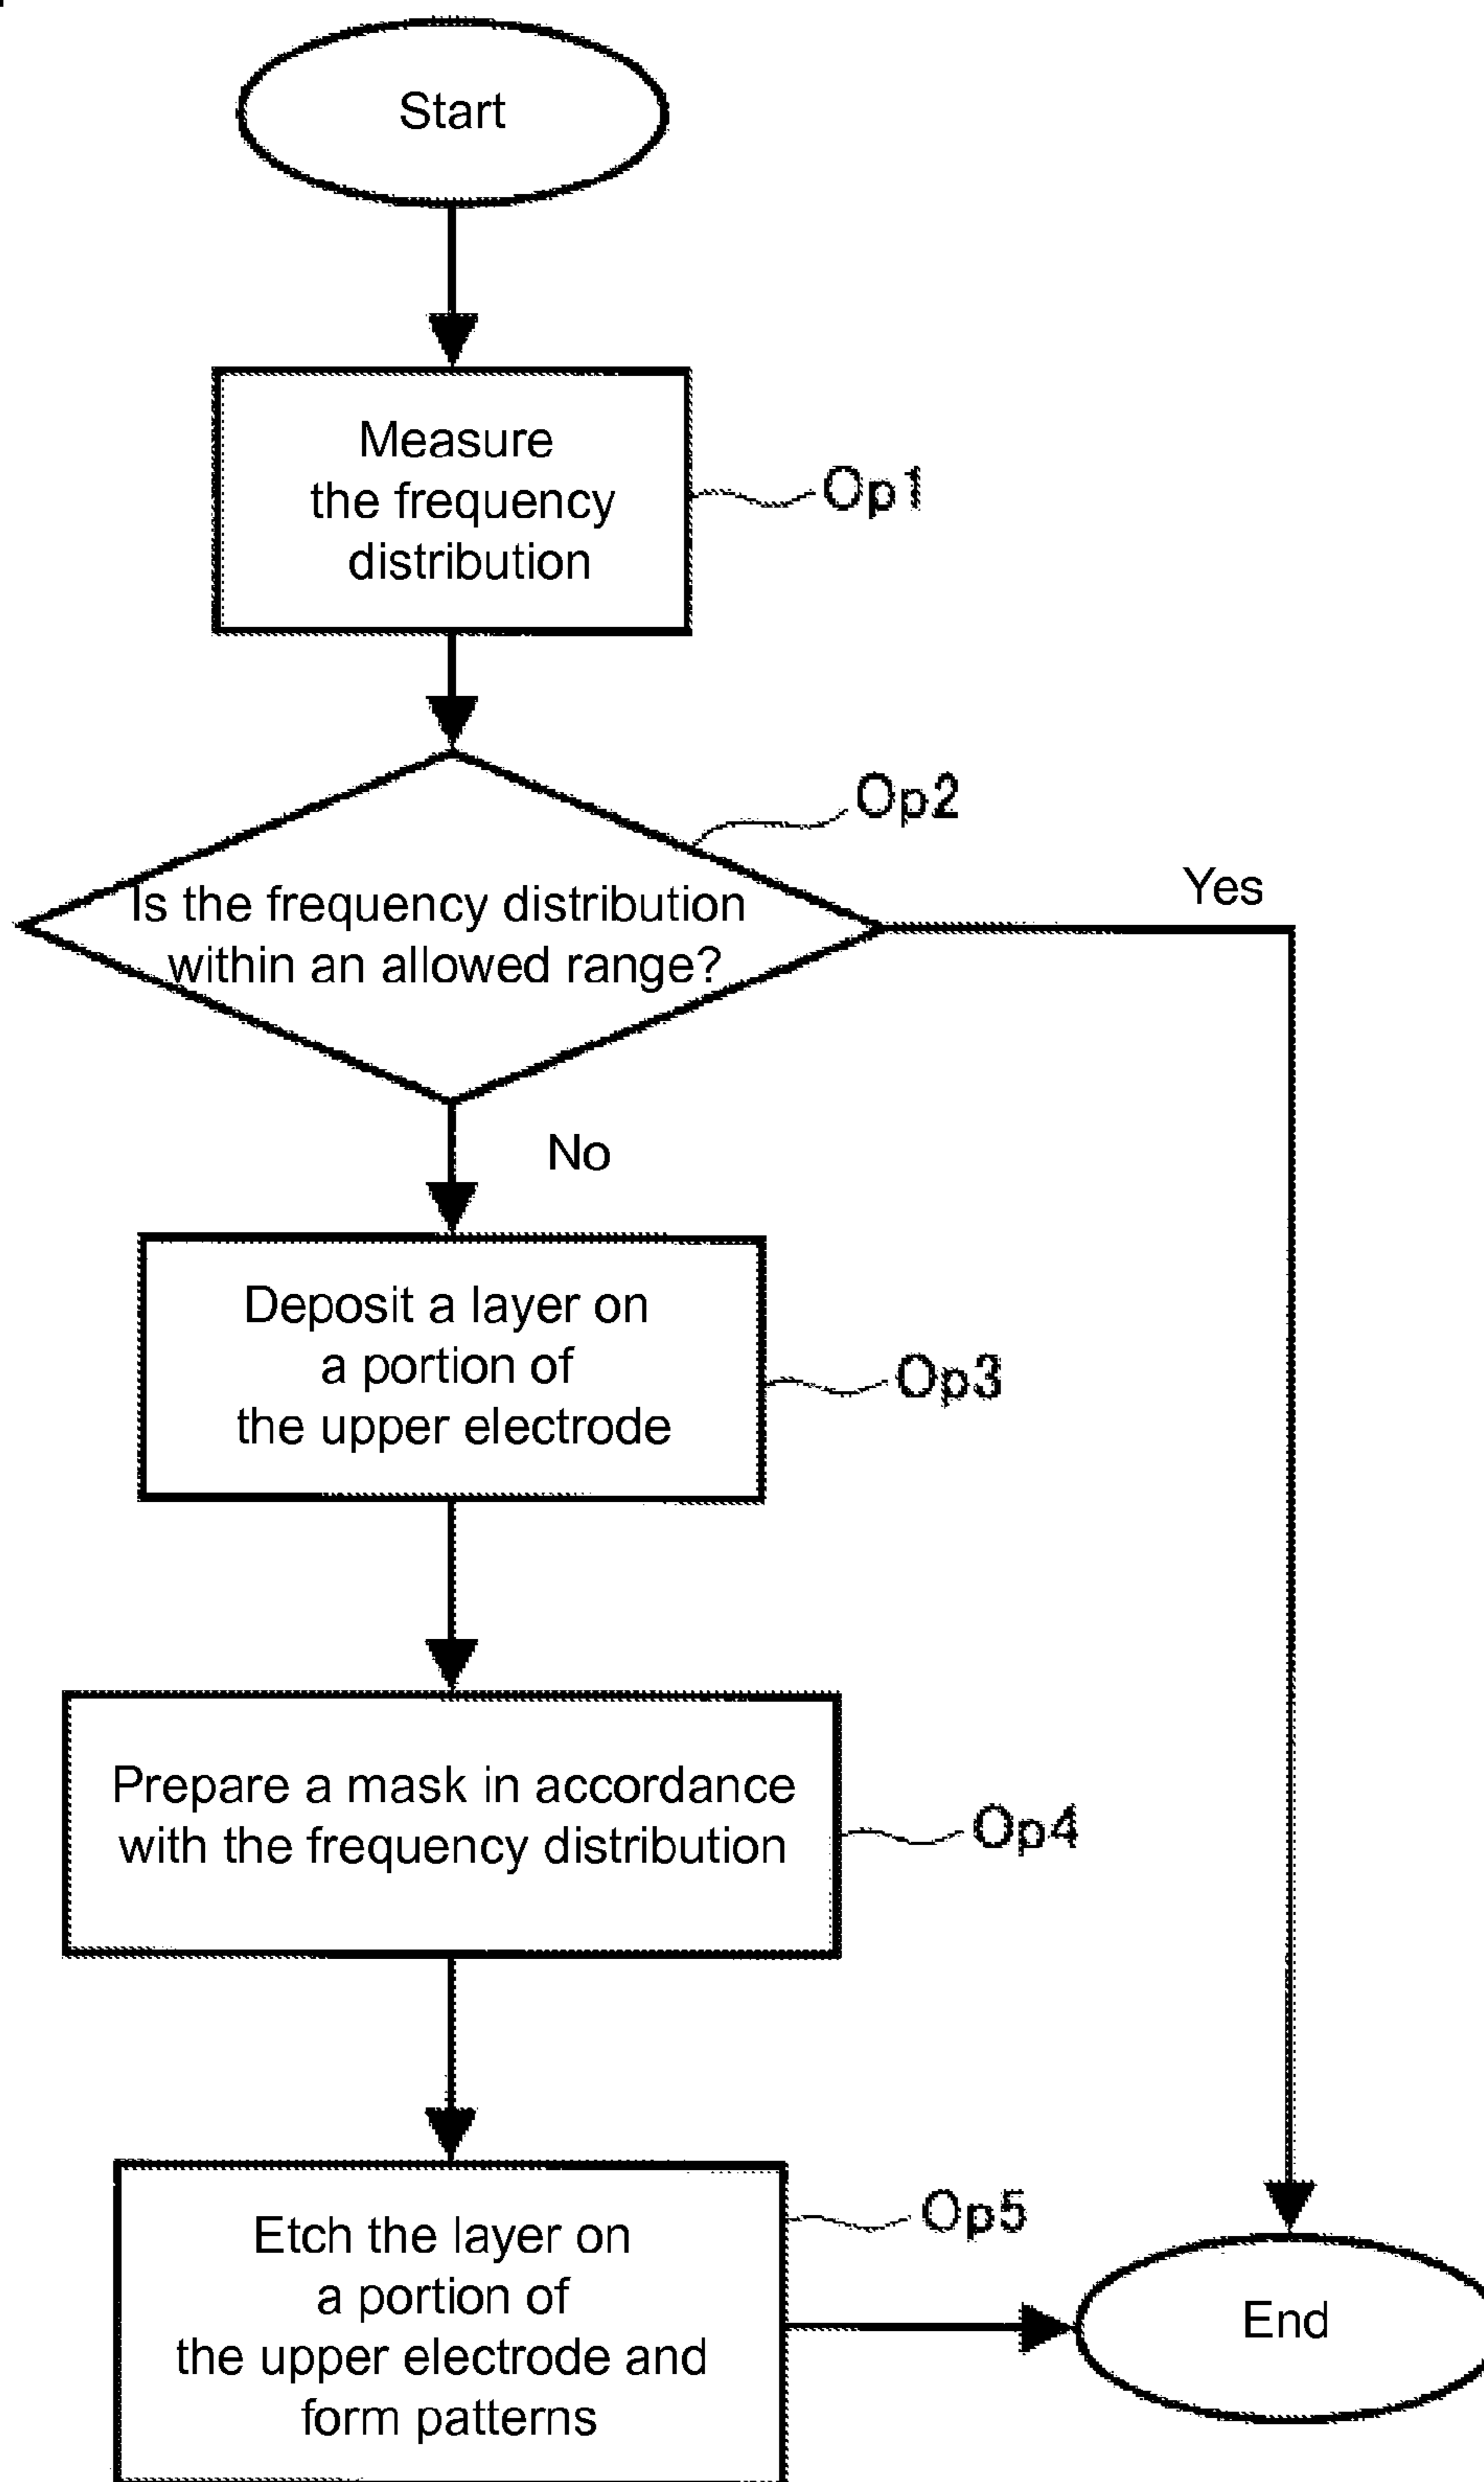 Start
Measure
the frequency
distribution
Op1
Op2
Is the frequency distribution
within an allowed range?
Yes
No
Deposit a layer on
a portion of
the upper electrode
Op3
Prepare a mask in accordance
with the frequency distribution
Op4
Etch the layer on
a portion of
the upper electrode and
form patterns
Op5
End